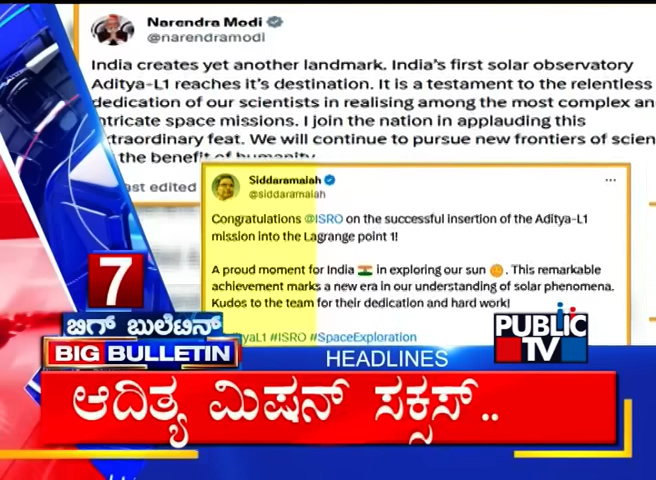 Narendra Modi
@narendramodi
India creates yet another landmark. India's first solar observatory
Aditya-L1 reaches it's destination. It is a testament to the relentless
dedication of our scientists in realising among the most complex an
intricate space missions. I join the nation in applauding this
xtraordinary feat. We will continue to pursue new frontiers of scien
the benefit of humanity
ast edited
Siddaramaiah
@siddaramaiah
Congratulations @ISRO on the successful insertion of the Aditya-L1
mission into the Lagrange point 1!
A proud moment for India 🇮🇳 in exploring our sun 🌞. This remarkable
achievement marks a new era in our understanding of solar phenomena.
Kudos to the team for their dedication and hard work!
ityaL1 #ISRO #SpaceExploration
7
ಬಿಗ್ ಬುಲೆಟಿನ್
BIG BULLETIN
HEADLINES
PUBLiC
TV
ಆದಿತ್ಯ ಮಿಷನ್ ಸಕ್ಸಸ್..